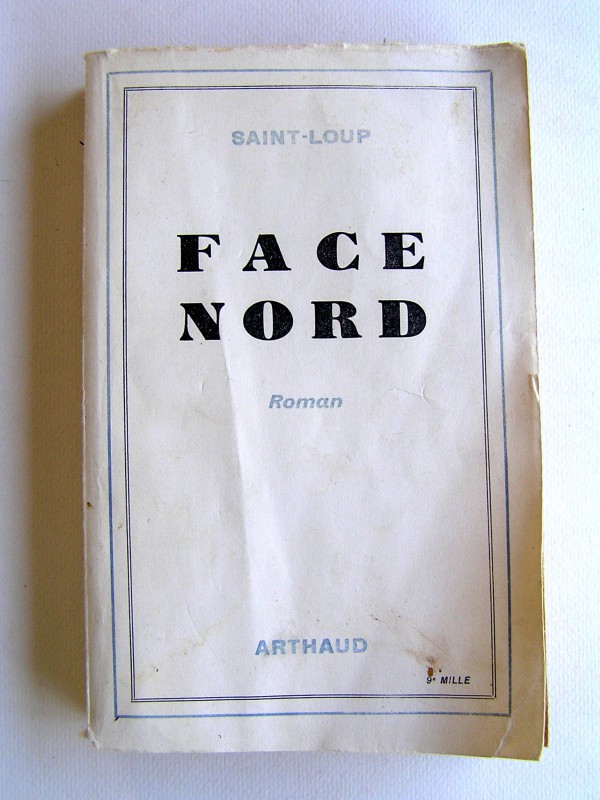 SAINT-LOUP
FACE
NORD
Roman
ARTHAUD
9e MILLE